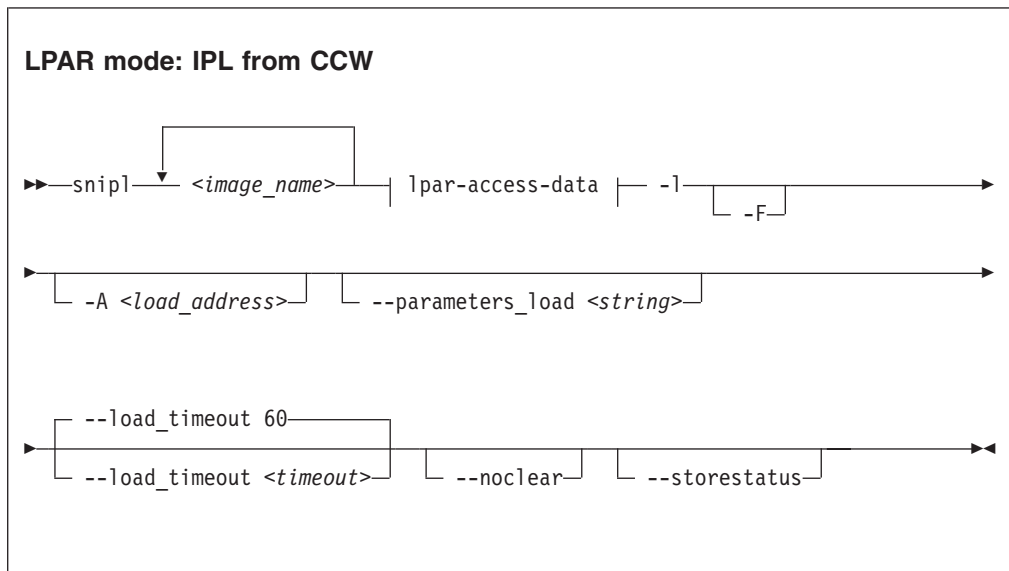 LPAR mode: IPL from CCW
snipl <image_name> lpar-access-data -l
-F
-A <load_address> --parameters_load <string>
--load_timeout 60
--load_timeout <timeout> --noclear --storestatus